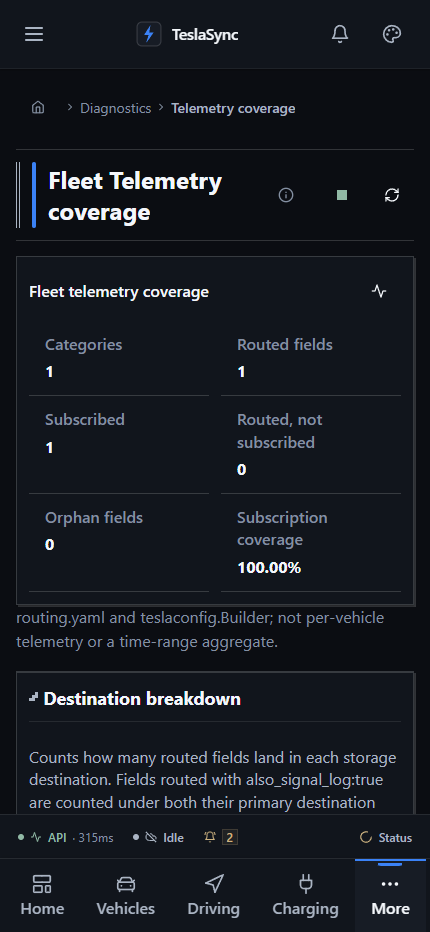 TeslaSync
Diagnostics
Telemetry coverage
Fleet Telemetry
coverage
Fleet telemetry coverage
Categories
1
Routed fields
1
Subscribed
1
Routed, not
subscribed
0
Orphan fields
0
Subscription
coverage
100.00%
routing.yaml and teslaconfig.Builder; not per-vehicle
telemetry or a time-range aggregate.
Destination breakdown
Counts how many routed fields land in each storage
destination. Fields routed with also_signal_log:true
are counted under both their primary destination
API · 315ms
Idle
2
Status
Home
Vehicles
Driving
Charging
More